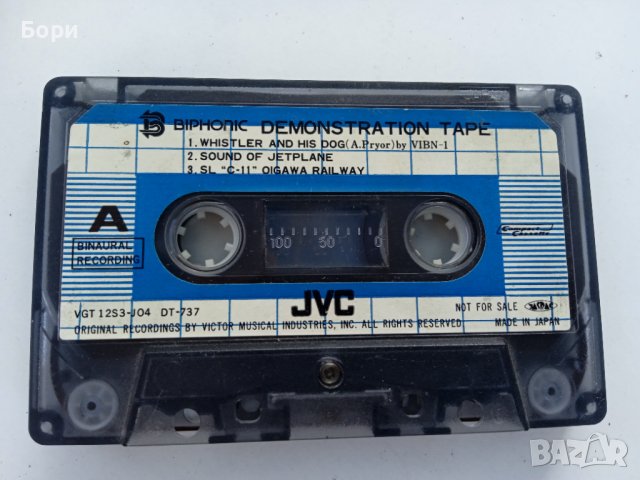 Бори
BIPHONIC DEMONSTRATION TAPE
1. WHISTLER AND HIS DOG (A.Pryor) by VIBN-1
2. SOUND OF JETPLANE
3. SL "C-11" OIGAWA RAILWAY
A
BINAURAL
RECORDING
100 50 0
Compact Cassette
JVC
VGT 12S3-J04 DT-737
NOT FOR SALE
ORIGINAL RECORDINGS BY VICTOR MUSICAL INDUSTRIES, INC. ALL RIGHTS RESERVED
MADE IN JAPAN
BAZAR